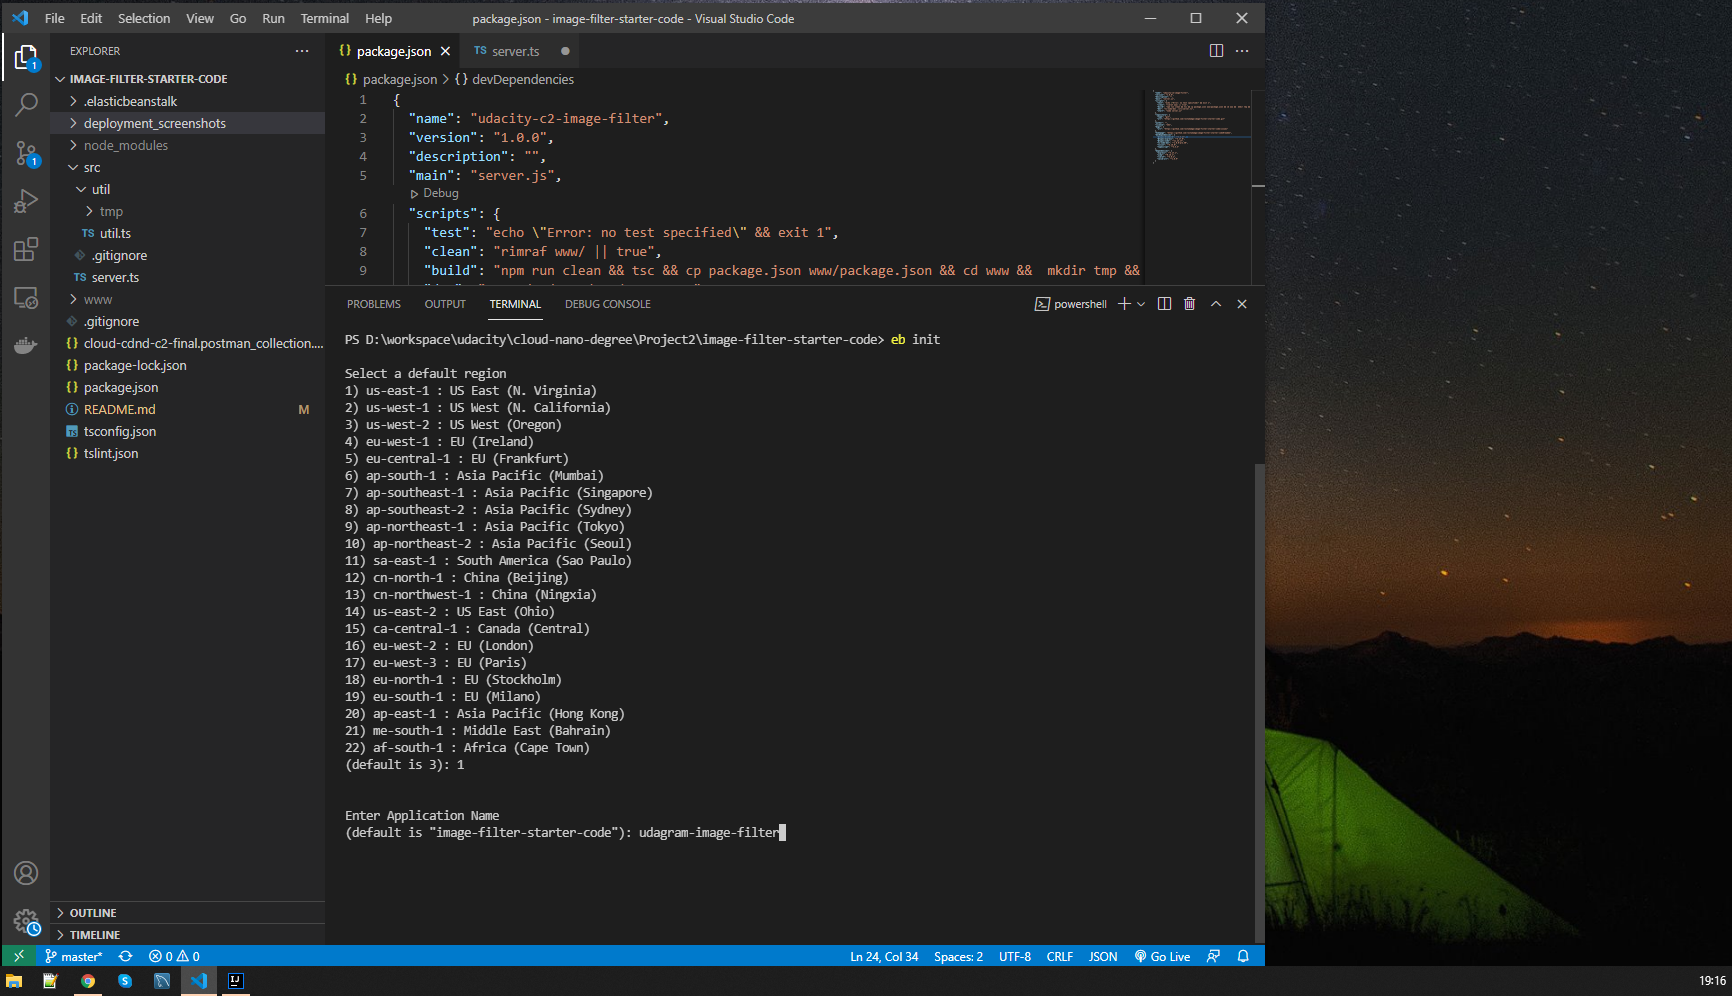 File Edit Selection View Go Run Terminal Help
package.json - image-filter-starter-code - Visual Studio Code
EXPLORER
IMAGE-FILTER-STARTER-CODE
.elasticbeanstalk
deployment_screenshots
node_modules
src
util
tmp
TS util.ts
.gitignore
TS server.ts
www
.gitignore
{} cloud-cdnd-c2-final.postman_collection....
{} package-lock.json
{} package.json
README.md M
tsconfig.json
{} tslint.json
OUTLINE
TIMELINE
1
1
{} package.json
TS server.ts
{} package.json > {} devDependencies
1 {
2 "name": "udacity-c2-image-filter",
3 "version": "1.0.0",
4 "description": "",
5 "main": "server.js",
Debug
6 "scripts": {
7 "test": "echo \"Error: no test specified\" && exit 1",
8 "clean": "rimraf www/ || true",
9 "build": "npm run clean && tsc && cp package.json www/package.json && cd www && mkdir tmp &&
PROBLEMS OUTPUT TERMINAL DEBUG CONSOLE
powershell
PS D:\workspace\udacity\cloud-nano-degree\Project2\image-filter-starter-code> eb init
Select a default region
1) us-east-1 : US East (N. Virginia)
2) us-west-1 : US West (N. California)
3) us-west-2 : US West (Oregon)
4) eu-west-1 : EU (Ireland)
5) eu-central-1 : EU (Frankfurt)
6) ap-south-1 : Asia Pacific (Mumbai)
7) ap-southeast-1 : Asia Pacific (Singapore)
8) ap-southeast-2 : Asia Pacific (Sydney)
9) ap-northeast-1 : Asia Pacific (Tokyo)
10) ap-northeast-2 : Asia Pacific (Seoul)
11) sa-east-1 : South America (Sao Paulo)
12) cn-north-1 : China (Beijing)
13) cn-northwest-1 : China (Ningxia)
14) us-east-2 : US East (Ohio)
15) ca-central-1 : Canada (Central)
16) eu-west-2 : EU (London)
17) eu-west-3 : EU (Paris)
18) eu-north-1 : EU (Stockholm)
19) eu-south-1 : EU (Milano)
20) ap-east-1 : Asia Pacific (Hong Kong)
21) me-south-1 : Middle East (Bahrain)
22) af-south-1 : Africa (Cape Town)
(default is 3): 1
Enter Application Name
(default is "image-filter-starter-code"): udagram-image-filter
master* 0 0
Ln 24, Col 34 Spaces: 2 UTF-8 CRLF JSON Go Live
19:16